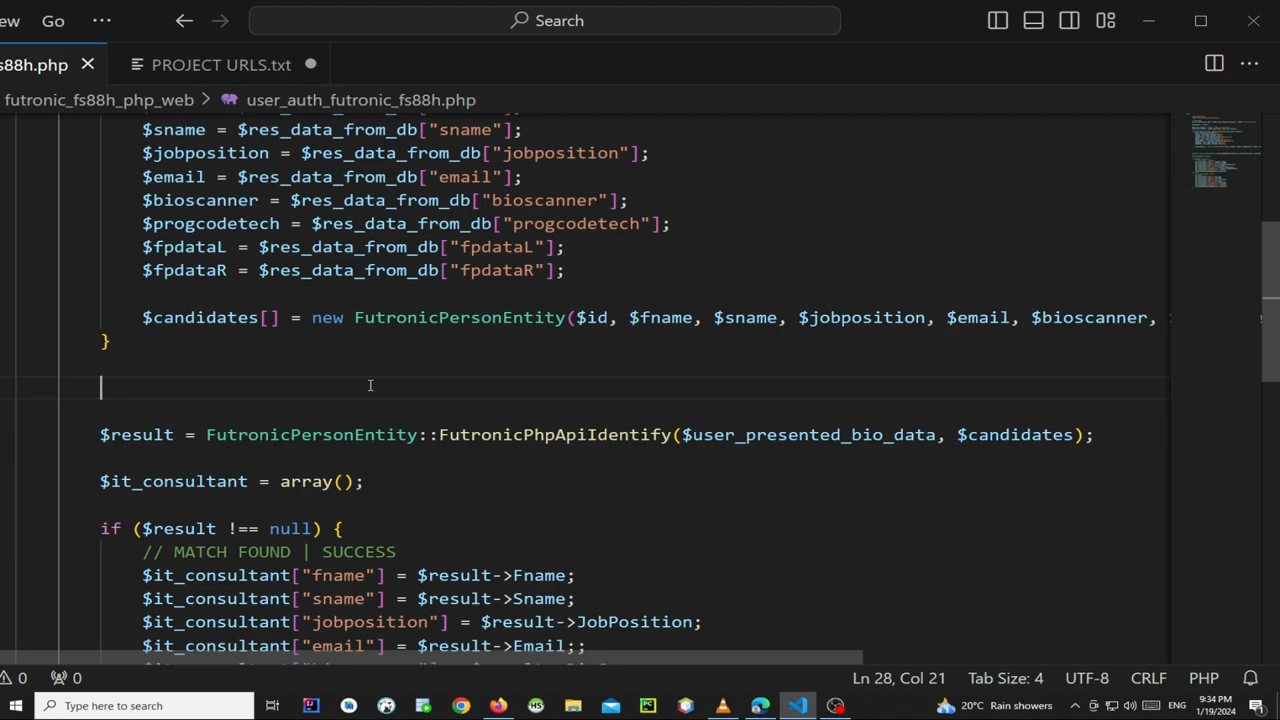 ew Go ··· Search
s88h.php PROJECT URLS.txt
futronic_fs88h_php_web > user_auth_futronic_fs88h.php
$sname = $res_data_from_db["sname"];
$jobposition = $res_data_from_db["jobposition"];
$email = $res_data_from_db["email"];
$bioscanner = $res_data_from_db["bioscanner"];
$progcodetech = $res_data_from_db["progcodetech"];
$fpdataL = $res_data_from_db["fpdataL"];
$fpdataR = $res_data_from_db["fpdataR"];
$candidates[] = new FutronicPersonEntity($id, $fname, $sname, $jobposition, $email, $bioscanner,
}
$result = FutronicPersonEntity::FutronicPhpApiIdentify($user_presented_bio_data, $candidates);
$it_consultant = array();
if ($result !== null) {
// MATCH FOUND | SUCCESS
$it_consultant["fname"] = $result->Fname;
$it_consultant["sname"] = $result->Sname;
$it_consultant["jobposition"] = $result->JobPosition;
$it_consultant["email"] = $result->Email;;
0 0 Ln 28, Col 21 Tab Size: 4 UTF-8 CRLF PHP
Type here to search 20°C Rain showers ENG 9:34 PM
1/19/2024